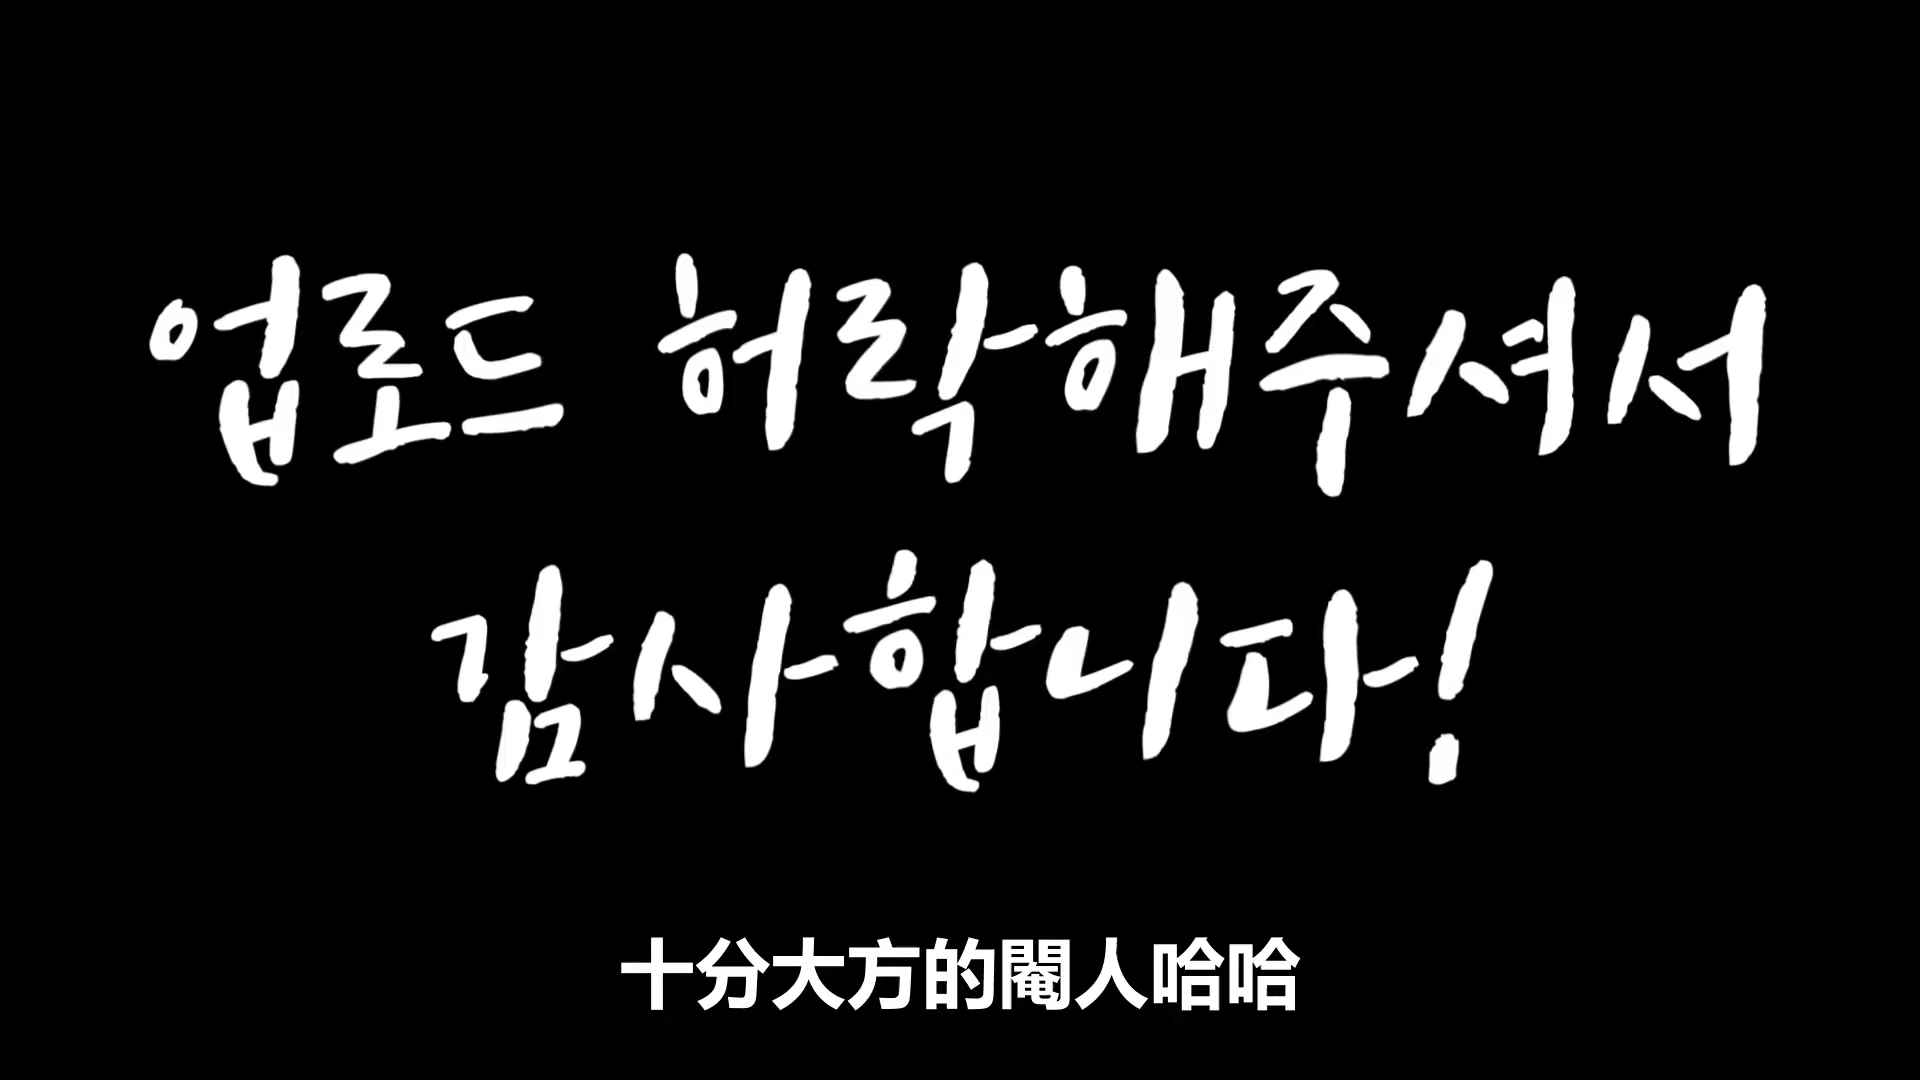 업로드 허락해주셔서
감사합니다!
十分大方的閹人哈哈